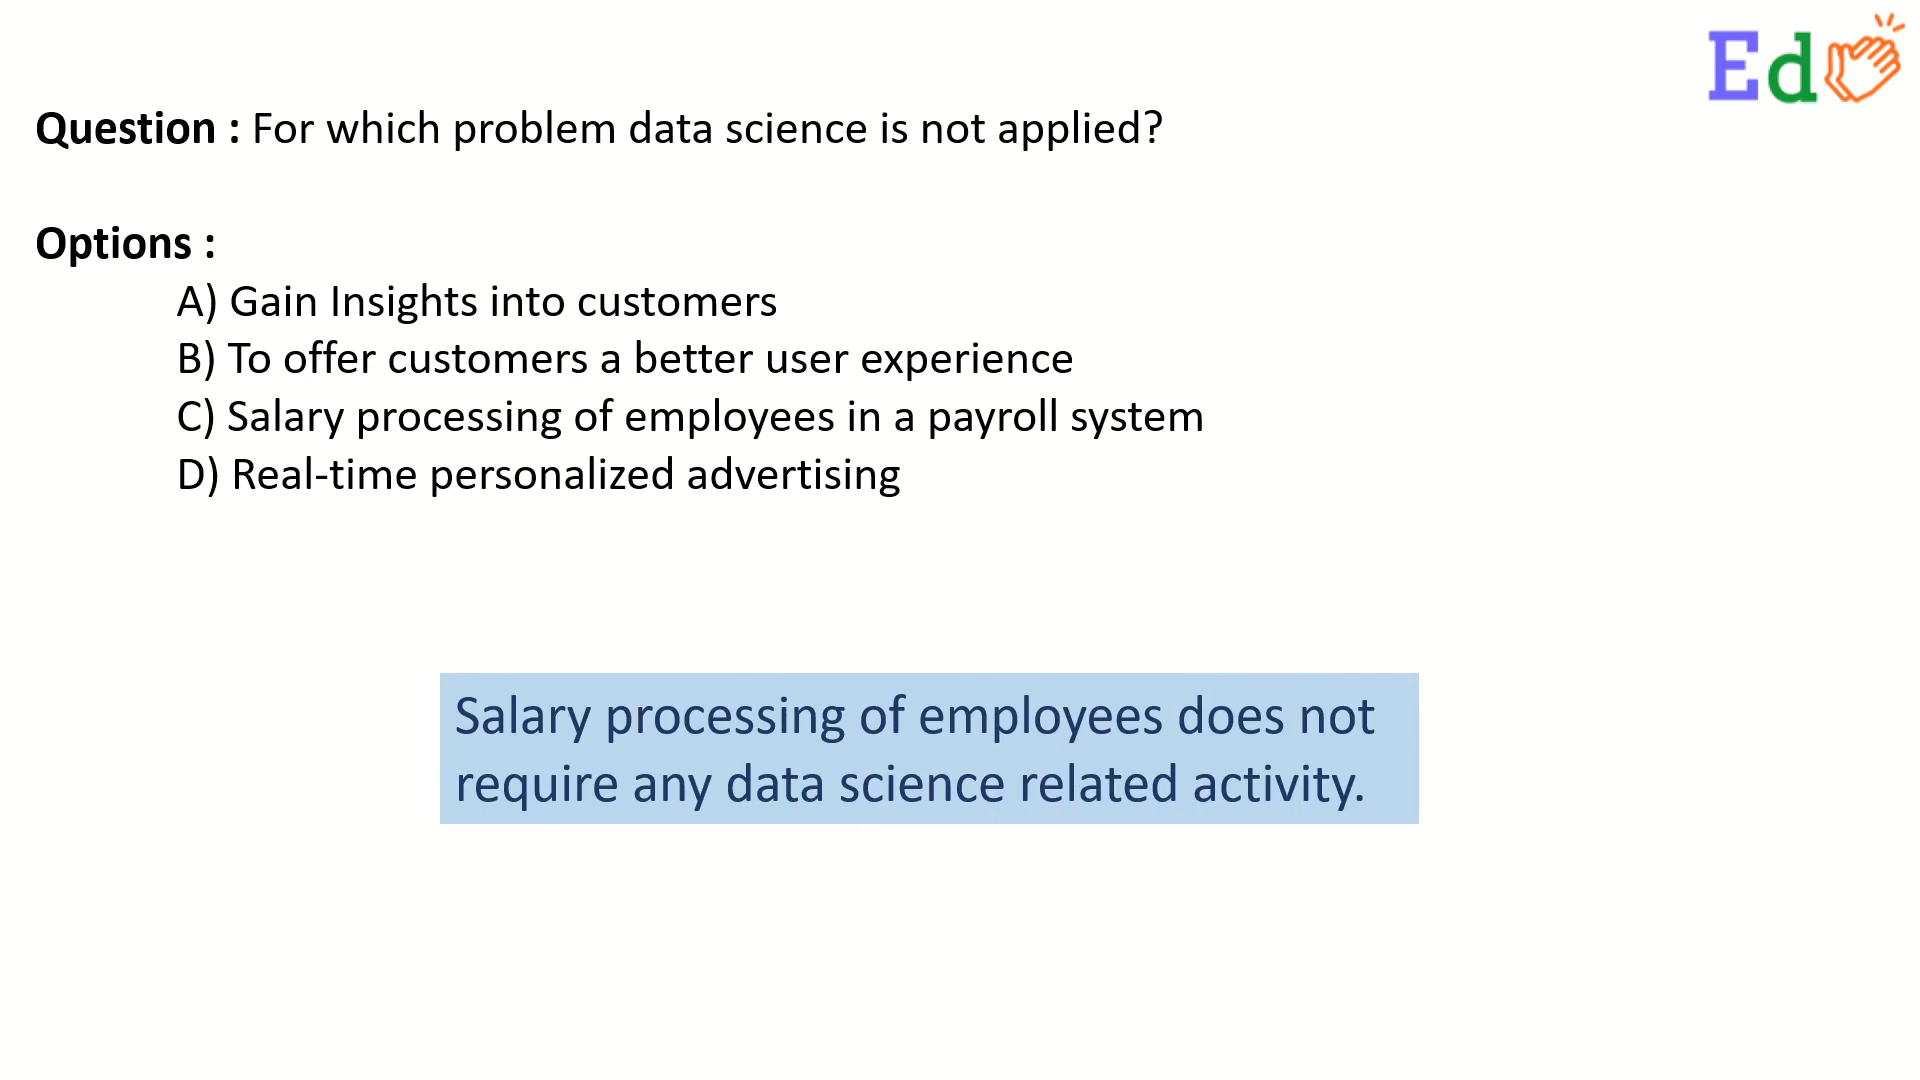 Ed
Question : For which problem data science is not applied?
Options :
A) Gain Insights into customers
B) To offer customers a better user experience
C) Salary processing of employees in a payroll system
D) Real-time personalized advertising
Salary processing of employees does not
require any data science related activity.